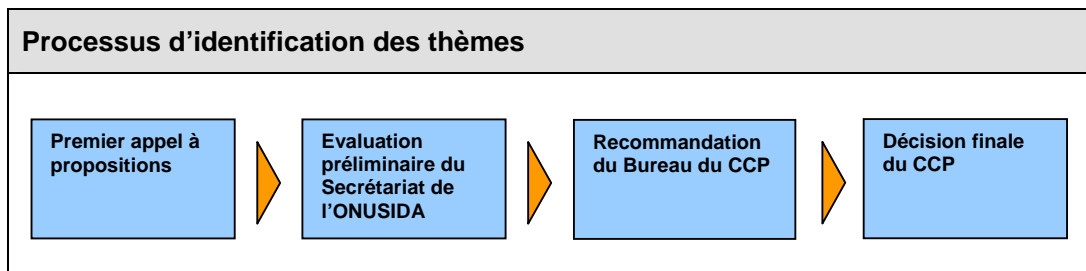 Processus d’identification des thèmes
Premier appel à
propositions
Evaluation
préliminaire du
Secrétariat de
l’ONUSIDA
Recommandation
du Bureau du CCP
Décision finale
du CCP